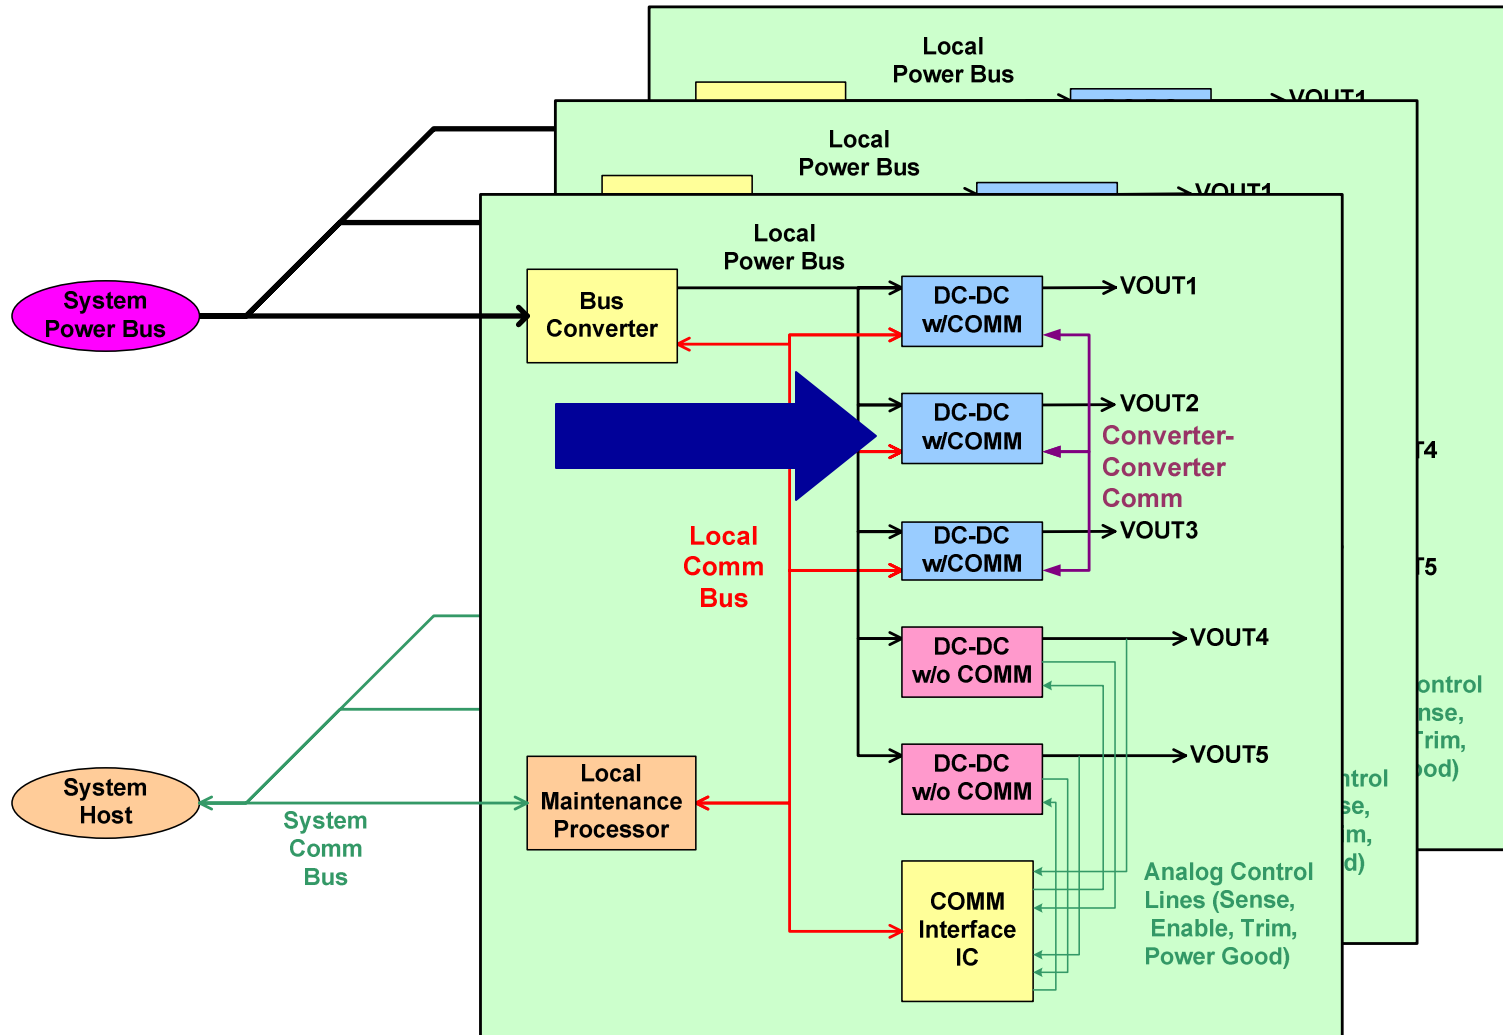 Local
Power Bus
VOUT1
Local
Power Bus
VOUT1
Local
Power Bus
System
Power Bus
Bus
Converter
DC-DC
w/COMM
VOUT1
DC-DC
w/COMM
VOUT2
Converter-
Converter
Comm
DC-DC
w/COMM
VOUT3
Local
Comm
Bus
DC-DC
w/o COMM
VOUT4
DC-DC
w/o COMM
VOUT5
System
Host
System
Comm
Bus
Local
Maintenance
Processor
COMM
Interface
IC
Analog Control
Lines (Sense,
Enable, Trim,
Power Good)